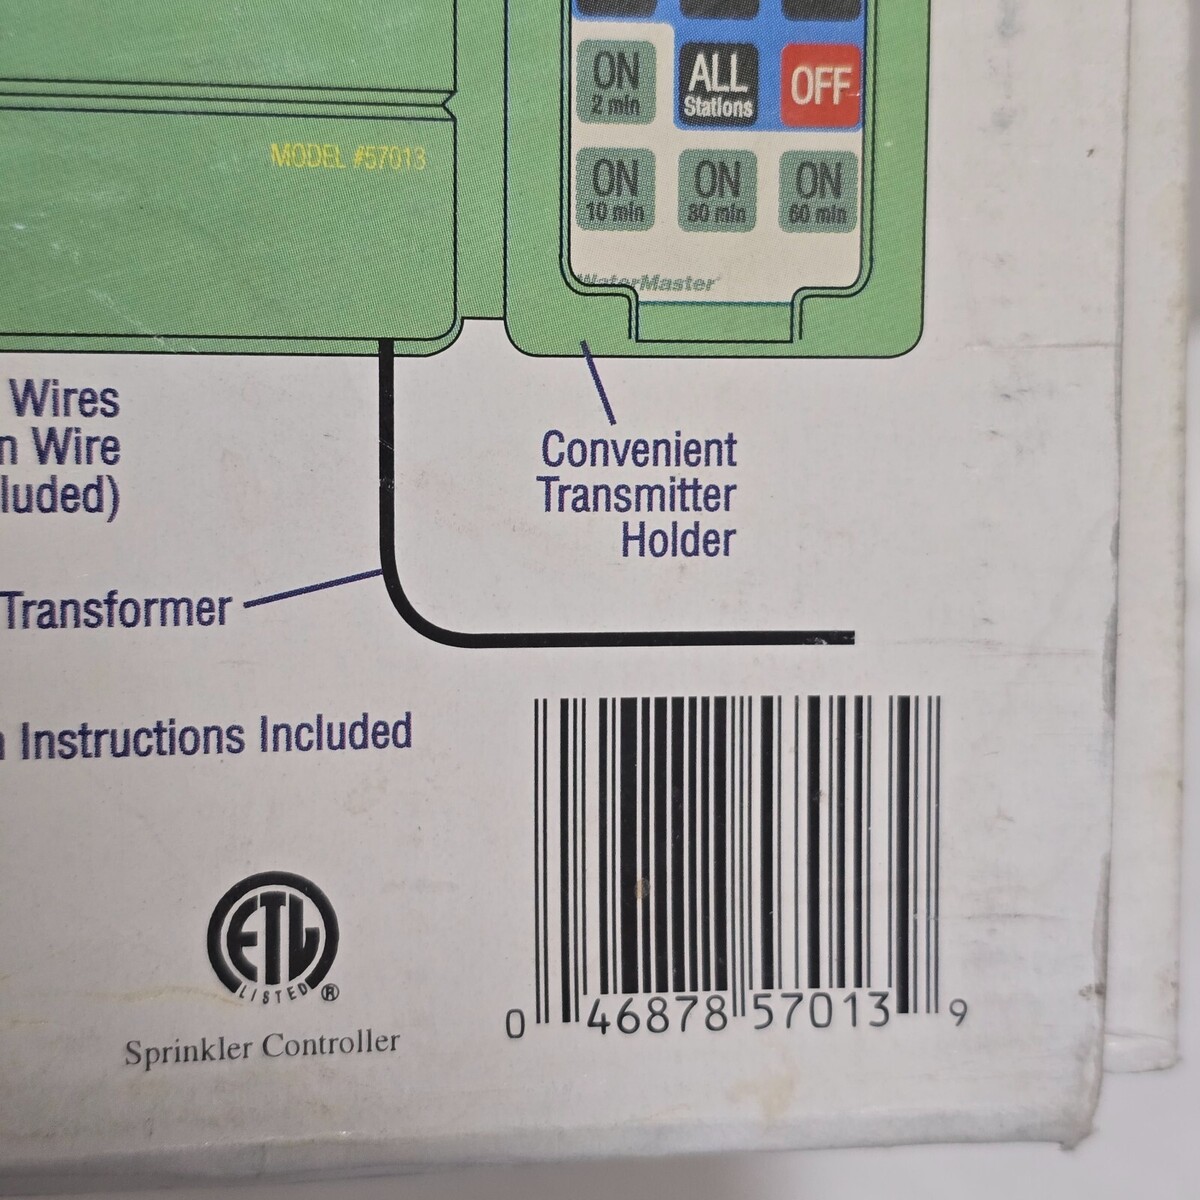 ON
2 min
ALL
Stations
OFF
MODEL #57013
ON
10 min
ON
30 min
ON
60 min
WaterMaster
Wires
n Wire
luded)
Convenient
Transmitter
Holder
Transformer
n Instructions Included
ETL
LISTED ®
Sprinkler Controller
0 46878 57013 9